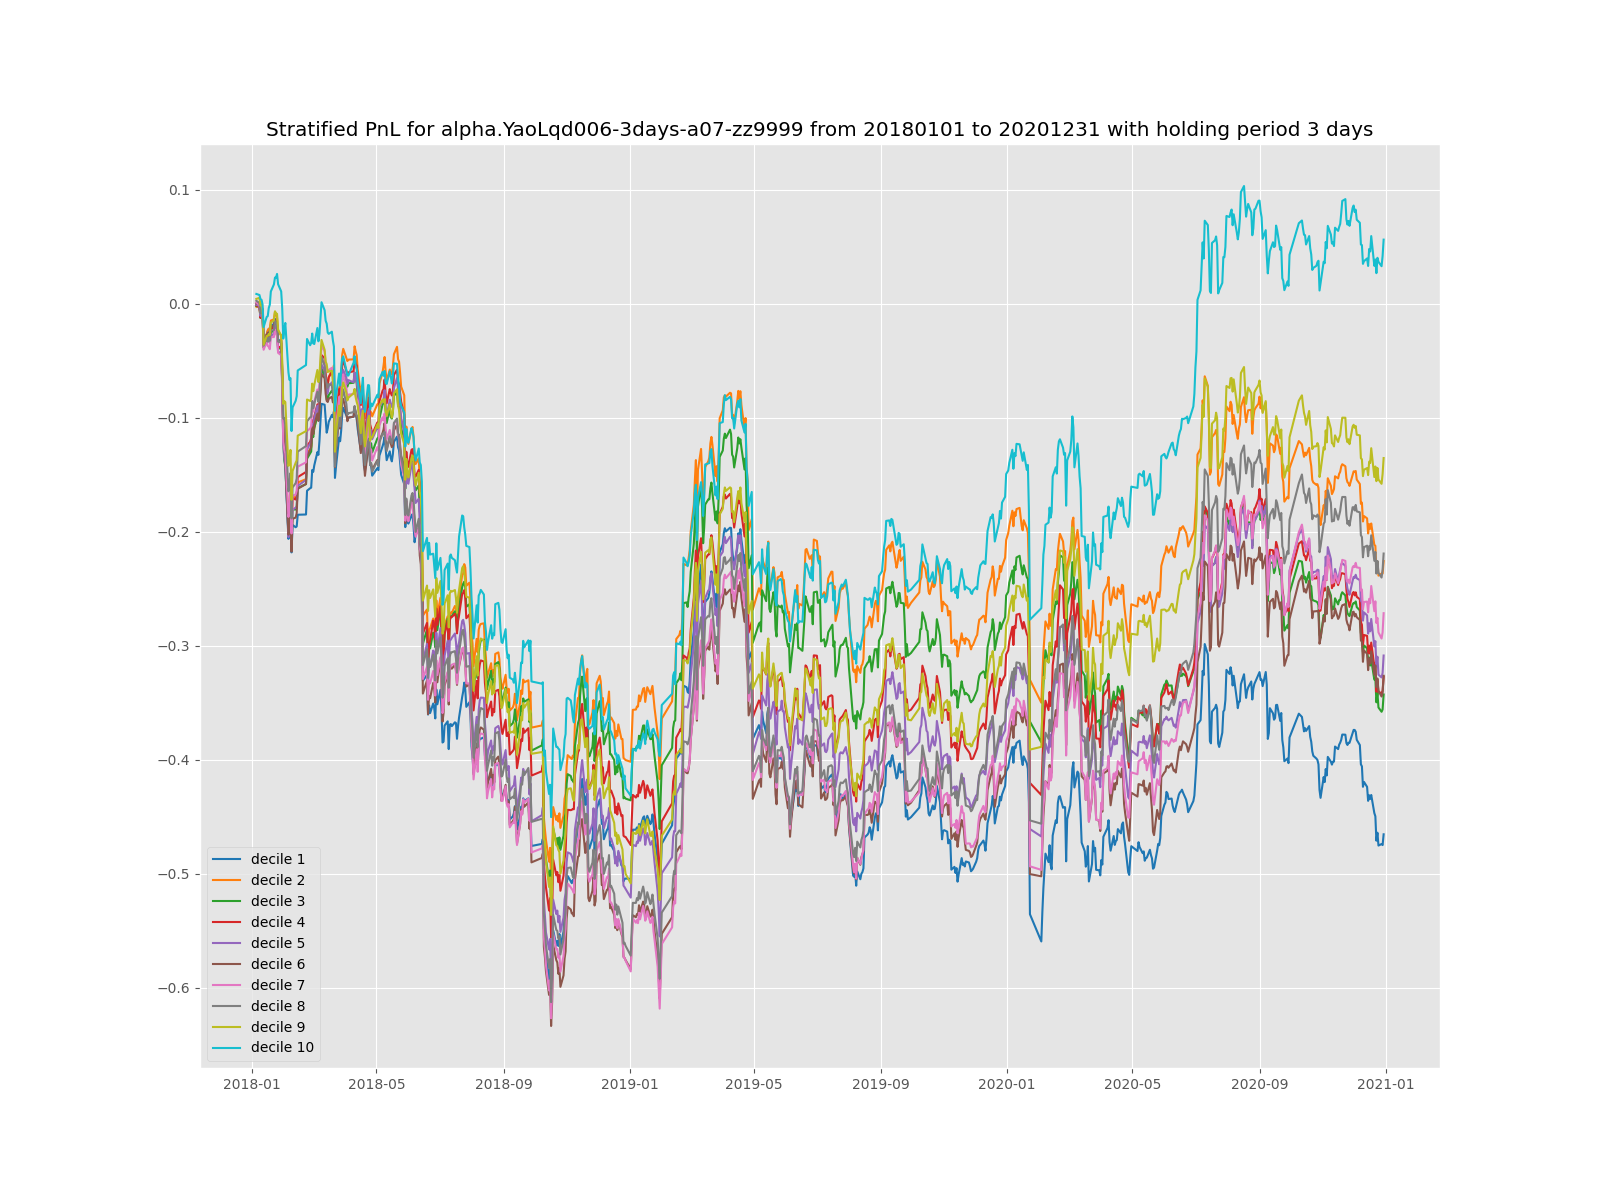 Stratified PnL for alpha.YaoLqd006-3days-a07-zz9999 from 20180101 to 20201231 with holding period 3 days
0.1
0.0
−0.1
−0.2
−0.3
−0.4
−0.5
−0.6
decile 1
decile 2
decile 3
decile 4
decile 5
decile 6
decile 7
decile 8
decile 9
decile 10
2018-01 2018-05 2018-09 2019-01 2019-05 2019-09 2020-01 2020-05 2020-09 2021-01